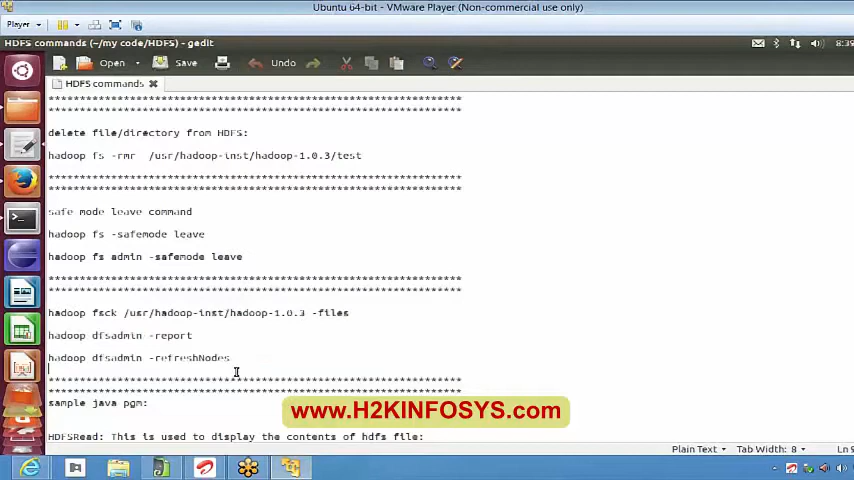 Ubuntu 64-bit - VMware Player (Non-commercial use only)
Player
HDFS commands (~/my code/HDFS) - gedit
8:39
Open
Save
Undo
HDFS commands
****************************************************************
****************************************************************
delete file/directory from HDFS:
hadoop fs -rmr /usr/hadoop-inst/hadoop-1.0.3/test
****************************************************************
****************************************************************
safe mode leave command
hadoop fs -safemode leave
hadoop fs admin -safemode leave
****************************************************************
****************************************************************
hadoop fsck /usr/hadoop-inst/hadoop-1.0.3 -files
hadoop dfsadmin -report
hadoop dfsadmin -refreshNodes
****************************************************************
****************************************************************
sample java pgm:
www.H2KINFOSYS.com
HDFSRead: This is used to display the contents of hdfs file:
Plain Text
Tab Width: 8
Ln 9